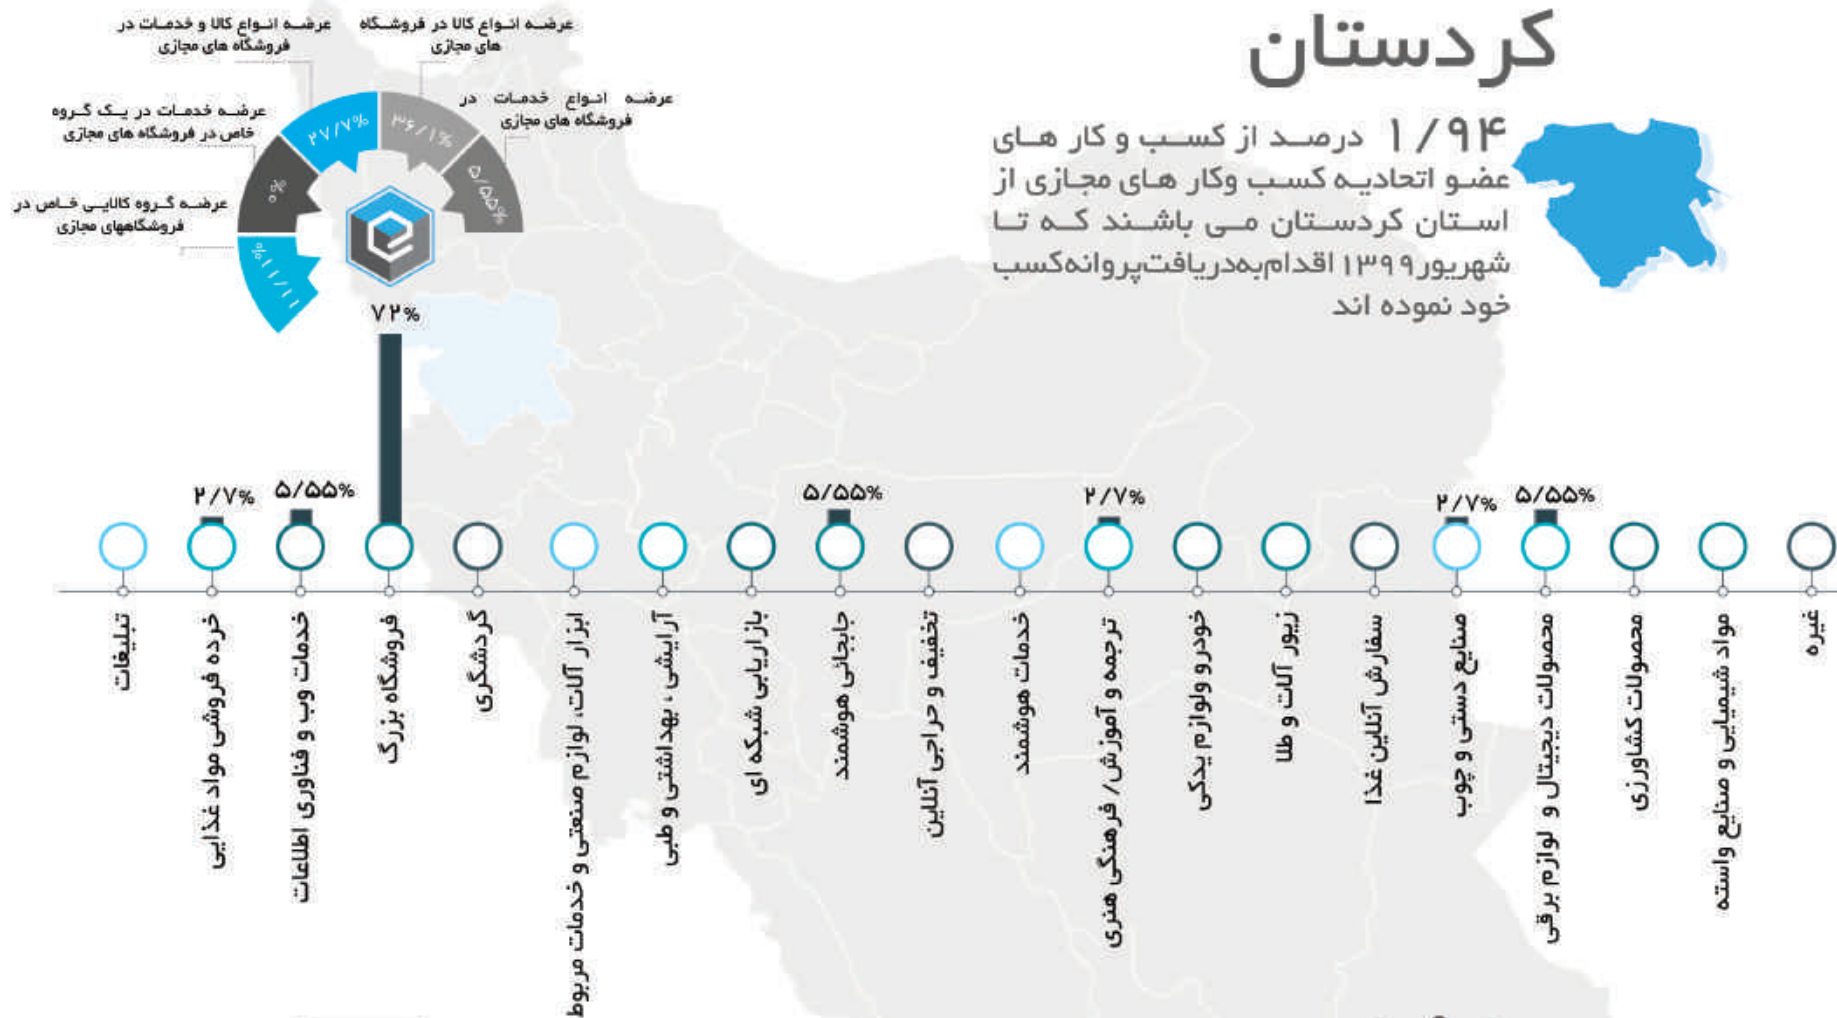 کردستان
۱/۹۴ درصد از کسب و کار های
عضو اتحادیه کسب وکار های مجازی از
استان کردستان می باشند که تا
شهریور۱۳۹۹ اقدام‌به‌دریافت‌پروانه‌کسب
خود نموده اند
عرضه انواع کالا در فروشگاه
های مجازی
عرضه انواع کالا و خدمات در
فروشگاه های مجازی
عرضه انواع خدمات در
فروشگاه های مجازی
عرضه خدمات در یک گروه
خاص در فروشگاه های مجازی
عرضه گروه کالایی خاص در
فروشگاههای مجازی
۵/۵۵%
۳۶/۱%
۲۷/۷%
۰%
۱۱/۱۱%
۷۲%
۲/۷%
۵/۵۵%
۵/۵۵%
۲/۷%
۲/۷%
۵/۵۵%
تبلیغات
خرده فروشی مواد غذایی
خدمات وب و فناوری اطلاعات
فروشگاه بزرگ
گردشگری
ابزار آلات، لوازم صنعتی و خدمات مربوط
آرایشی ، بهداشتی و طبی
بازاریابی شبکه ای
جابجائی هوشمند
تخفیف و حراجی آنلاین
خدمات هوشمند
ترجمه و آموزش/ فرهنگی هنری
خودرو ولوازم یدکی
زیور آلات و طلا
سفارش آنلاین غذا
صنایع دستی و چوب
محصولات دیجیتال و لوازم برقی
محصولات کشاورزی
مواد شیمیایی و صنایع واسته
غیره